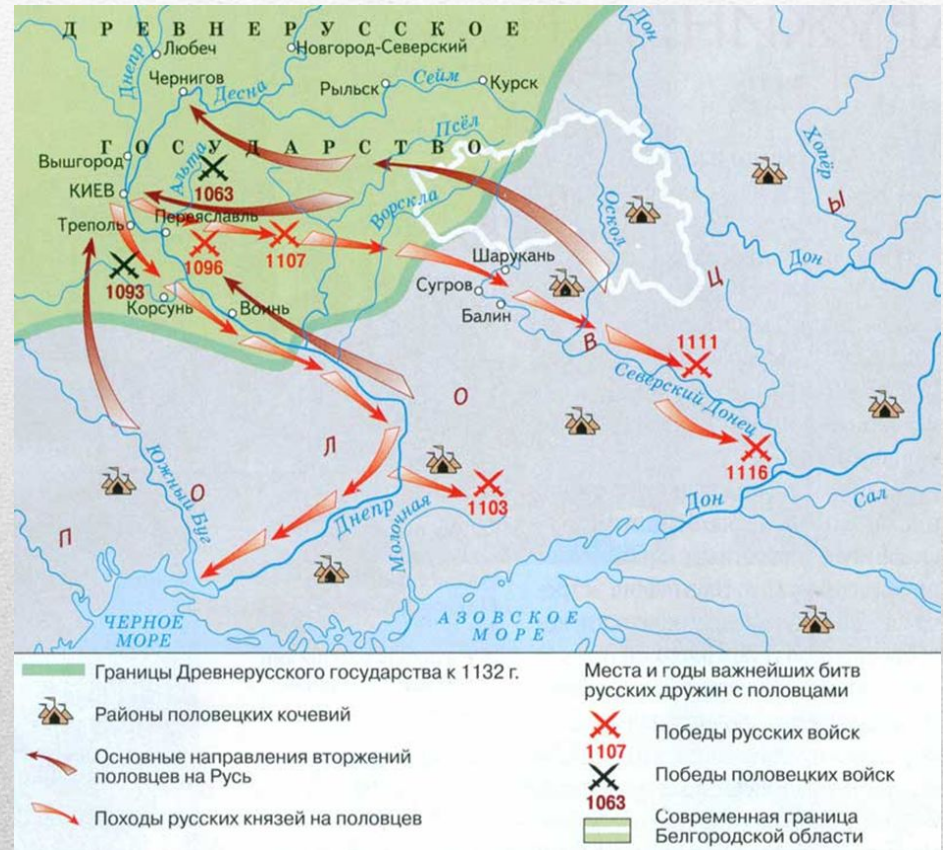 ДРЕВНЕРУССКОЕ
Любеч
Новгород-Северский
Днепр
Дон
Чернигов
Десна
Рыльск
Сейм
Курск
Псёл
Хопёр
ГОСУДАРСТВО
Вышгород
Альта
1063
КИЕВ
Ворскла
Оскол
Ы
Переяславль
Треполь
1096
1107
Шарукань
Дон
1093
Сугров
Ц
Корсунь
Воинь
Балин
В
1111
Северский Донец
О
Л
1116
Южный Буг
О
Днепр
Молочная
1103
Дон
Сал
П
ЧЕРНОЕ
МОРЕ
АЗОВСКОЕ
МОРЕ
Границы Древнерусского государства к 1132 г.
Районы половецких кочевий
Основные направления вторжений
половцев на Русь
Походы русских князей на половцев
Места и годы важнейших битв
русских дружин с половцами
Победы русских войск
1107
Победы половецких войск
1063
Современная граница
Белгородской области